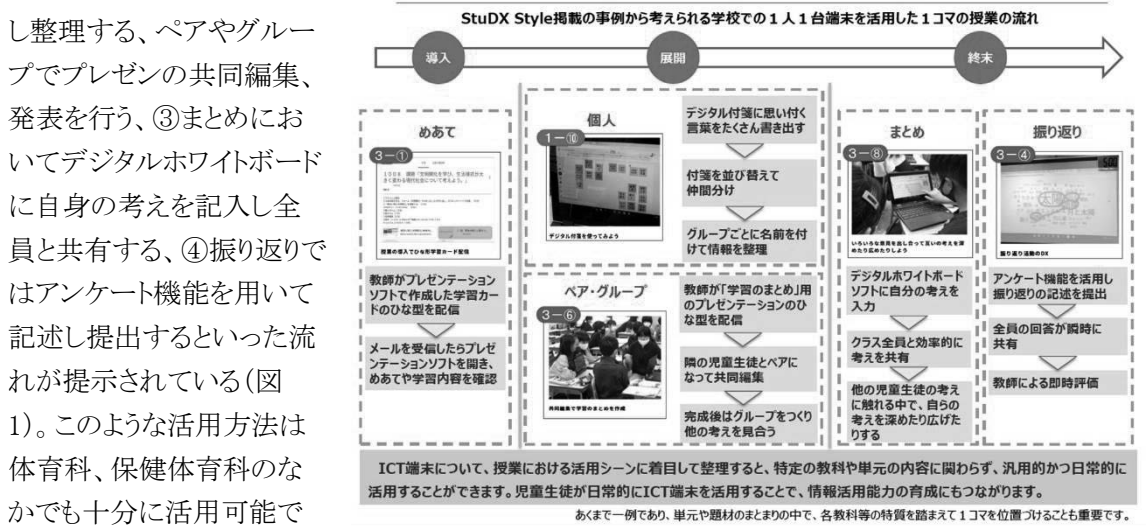 し整理する、ペアやグルー
プでプレゼンの共同編集、
発表を行う、③まとめにお
いてデジタルホワイトボード
に自身の考えを記入し全
員と共有する、④振り返りで
はアンケート機能を用いて
記述し提出するといった流
れが提示されている(図
1)。このような活用方法は
体育科、保健体育科のな
かでも十分に活用可能で
StuDX Style掲載の事例から考えられる学校での１人１台端末を活用した１コマの授業の流れ
導入
展開
終末
めあて
3－①
授業の導入でひな形学習カード配信
教師がプレゼンテーション
ソフトで作成した学習カー
ドのひな型を配信
メールを受信したらプレゼ
ンテーションソフトを開き、
めあてや学習内容を確認
個人
1－⑩
デジタル付箋を使ってみよう
デジタル付箋に思い付く
言葉をたくさん書き出す
付箋を並び替えて
仲間分け
グループごとに名前を付
けて情報を整理
ペア・グループ
3－⑥
共同編集で学習のまとめを作成
教師が「学習のまとめ」用
のプレゼンテーションのひ
な型を配信
隣の児童生徒とペアに
なって共同編集
完成後はグループをつくり
他の考えを見合う
まとめ
3－⑧
いろいろな意見を出し合って互いの考えを深
めたり広めたりしよう
デジタルホワイトボード
ソフトに自分の考えを
入力
クラス全員と効率的に
考えを共有
他の児童生徒の考え
に触れる中で、自らの
考えを深めたり広げた
りする
振り返り
3－④
振り返り活動のDX
アンケート機能を活用し
振り返りの記述を提出
全員の回答が瞬時に
共有
教師による即時評価
ICT端末について、授業における活用シーンに着目して整理すると、特定の教科や単元の内容に関わらず、汎用的かつ日常的に
活用することができます。児童生徒が日常的にICT端末を活用することで、情報活用能力の育成にもつながります。
あくまで一例であり、単元や題材のまとまりの中で、各教科等の特質を踏まえて１コマを位置づけることも重要です。